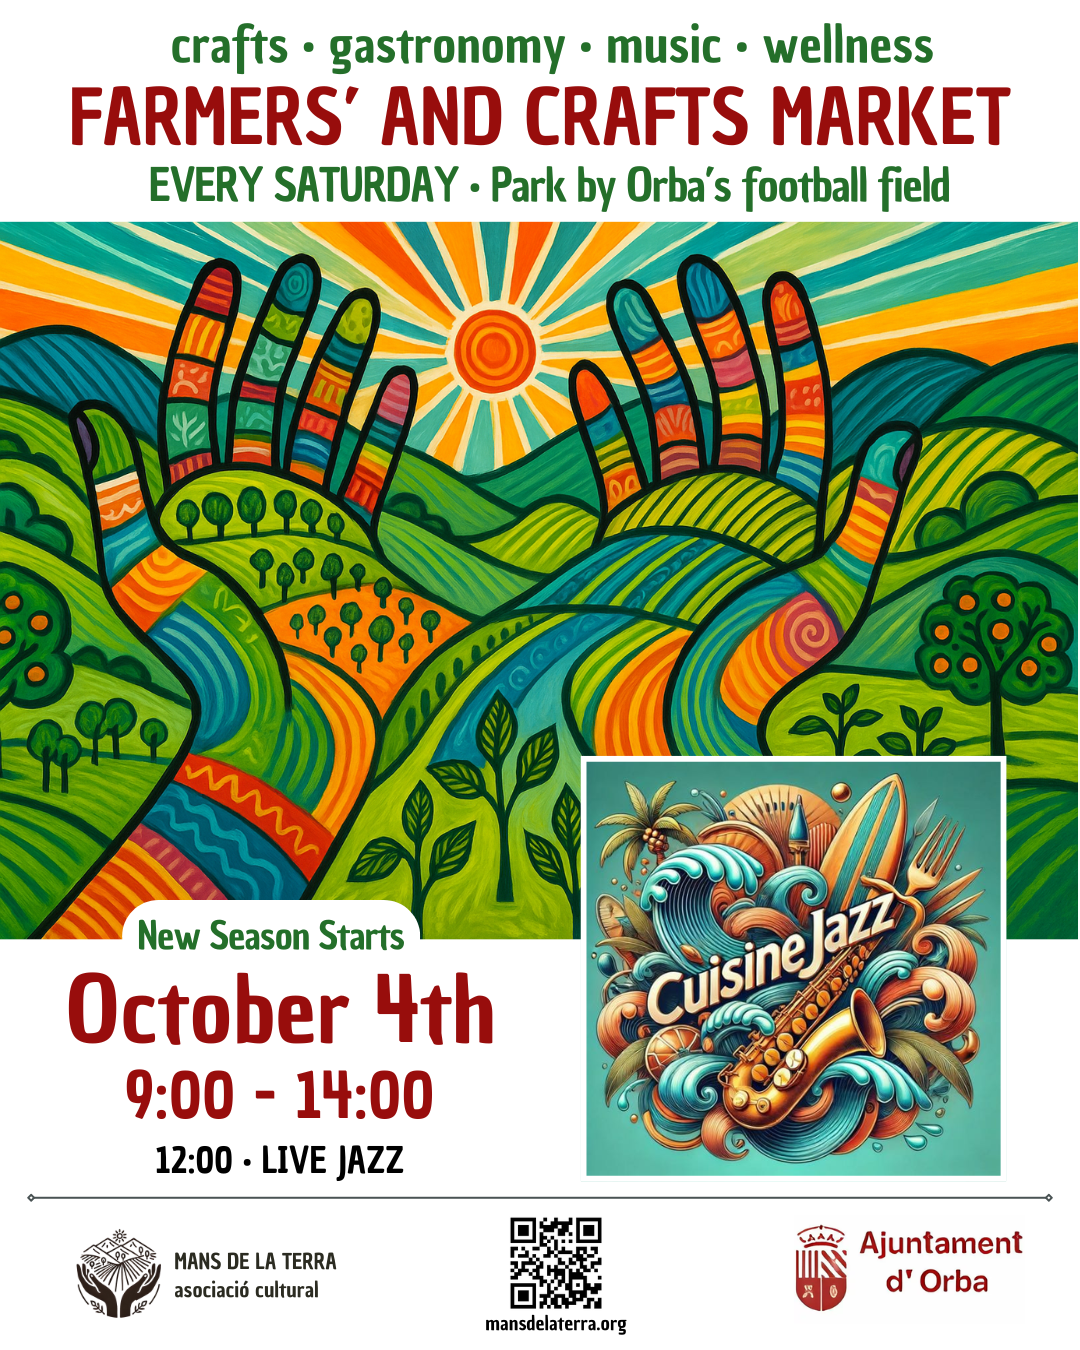 crafts • gastronomy • music • wellness
FARMERS’ AND CRAFTS MARKET
EVERY SATURDAY • Park by Orba’s football field
CuisineJazz
New Season Starts
October 4th
9:00 - 14:00
12:00 • LIVE JAZZ
MANS DE LA TERRA
asociació cultural
mansdelaterra.org
Ajuntament
d' Orba